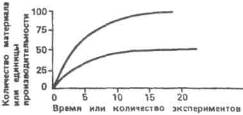 Количество материала
или единицы
производительности
100
75
50
25
0
0 5 10 15 20
Время или количество экспериментов